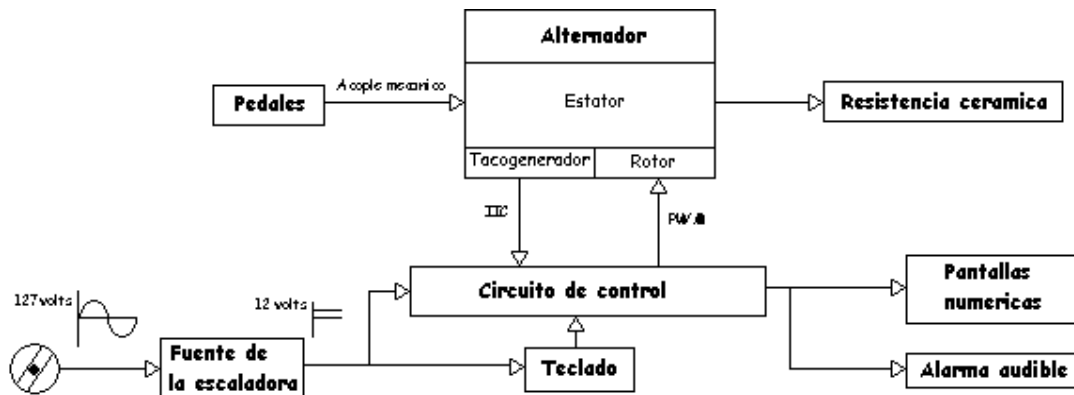 Alternador
Acople mecanico
Pedales
Estator
Resistencia ceramica
Tacogenerador
Rotor
Circuito de control
Pantallas
numericas
127 volts
12 volts
Fuente de
la escaladora
Teclado
Alarma audible